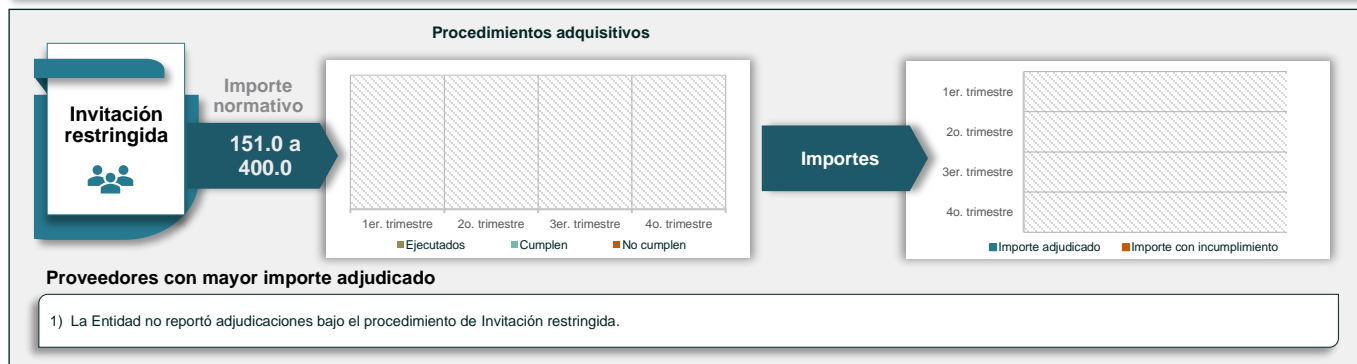 Procedimientos adquisitivos
Invitación
restringida
Importe
normativo
151.0 a
400.0
1er. trimestre 2o. trimestre 3er. trimestre 4o. trimestre
Ejecutados Cumplen No cumplen
Importes
1er. trimestre
2o. trimestre
3er. trimestre
4o. trimestre
Importe adjudicado Importe con incumplimiento
Proveedores con mayor importe adjudicado
1) La Entidad no reportó adjudicaciones bajo el procedimiento de Invitación restringida.